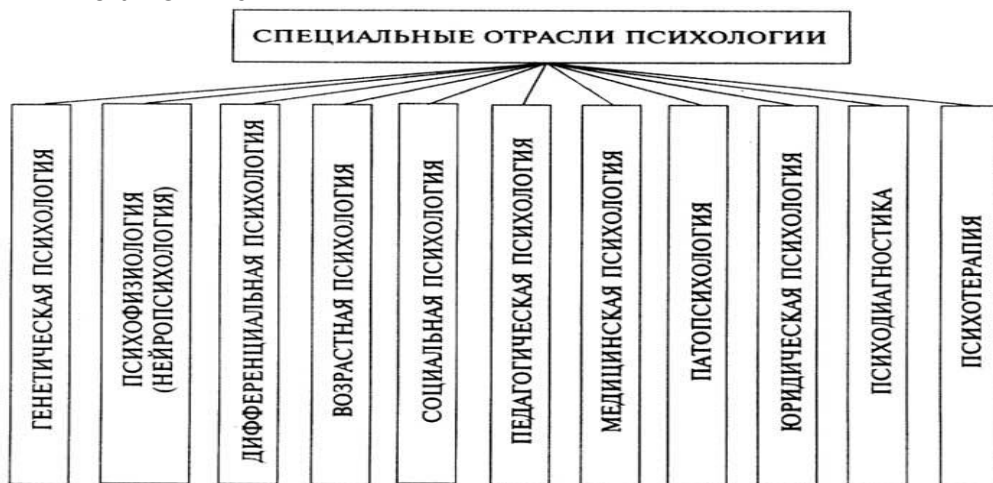 СПЕЦИАЛЬНЫЕ ОТРАСЛИ ПСИХОЛОГИИ
ГЕНЕТИЧЕСКАЯ ПСИХОЛОГИЯ
ПСИХОФИЗИОЛОГИЯ
(НЕЙРОПСИХОЛОГИЯ)
ДИФФЕРЕНЦИАЛЬНАЯ ПСИХОЛОГИЯ
ВОЗРАСТНАЯ ПСИХОЛОГИЯ
СОЦИАЛЬНАЯ ПСИХОЛОГИЯ
ПЕДАГОГИЧЕСКАЯ ПСИХОЛОГИЯ
МЕДИЦИНСКАЯ ПСИХОЛОГИЯ
ПАТОПСИХОЛОГИЯ
ЮРИДИЧЕСКАЯ ПСИХОЛОГИЯ
ПСИХОДИАГНОСТИКА
ПСИХОТЕРАПИЯ